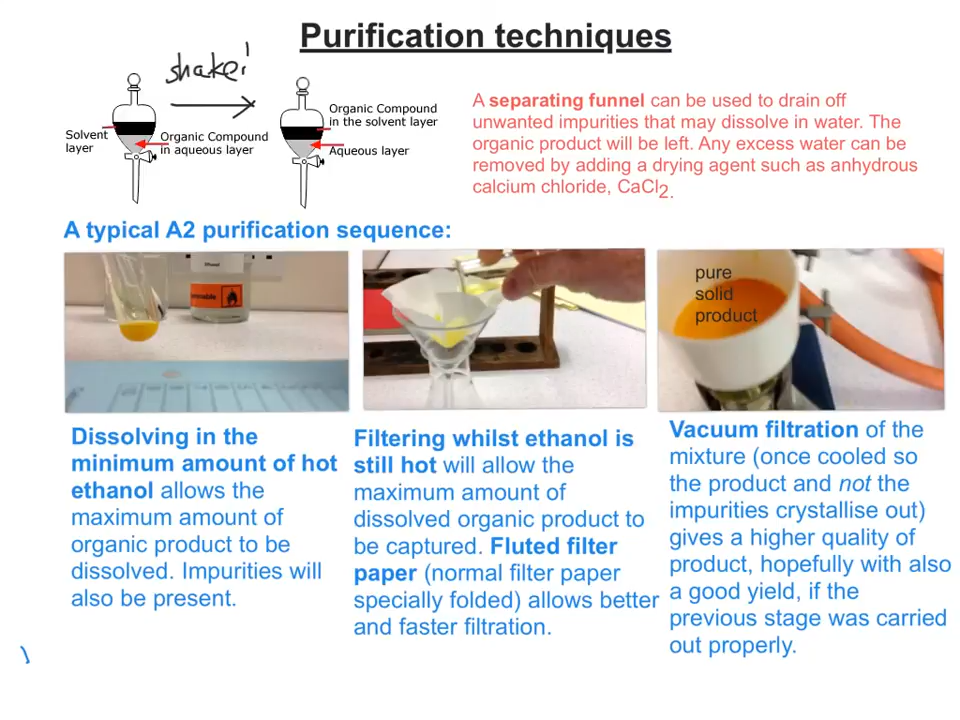 Purification techniques
shake!
Solvent
layer
Organic Compound
in aqueous layer
Organic Compound
in the solvent layer
Aqueous layer
A separating funnel can be used to drain off
unwanted impurities that may dissolve in water. The
organic product will be left. Any excess water can be
removed by adding a drying agent such as anhydrous
calcium chloride, CaCl2.
A typical A2 purification sequence:
pure
solid
product
Dissolving in the
minimum amount of hot
ethanol allows the
maximum amount of
organic product to be
dissolved. Impurities will
also be present.
Filtering whilst ethanol is
still hot will allow the
maximum amount of
dissolved organic product to
be captured. Fluted filter
paper (normal filter paper
specially folded) allows better
and faster filtration.
Vacuum filtration of the
mixture (once cooled so
the product and not the
impurities crystallise out)
gives a higher quality of
product, hopefully with also
a good yield, if the
previous stage was carried
out properly.